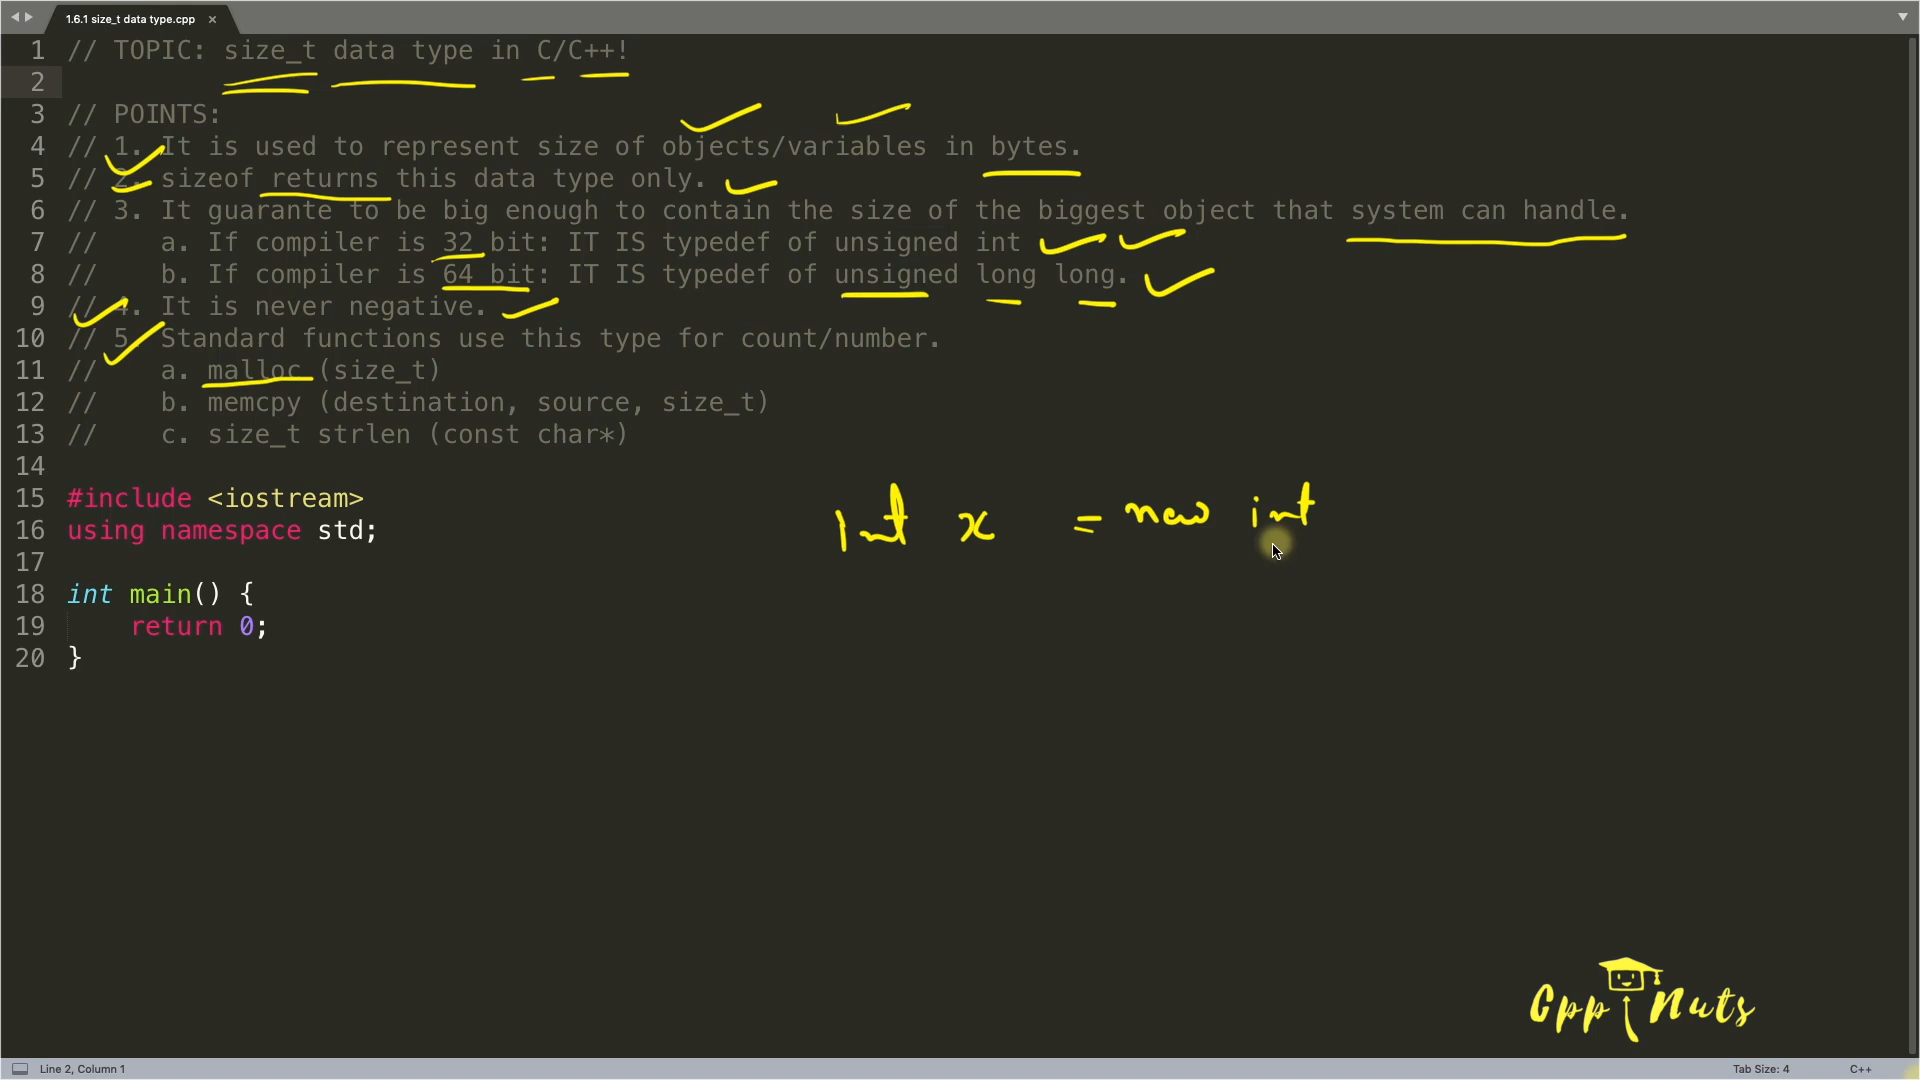 1.6.1 size_t data type.cpp
1 // TOPIC: size_t data type in C/C++!
2
3 // POINTS:
4 // 1. It is used to represent size of objects/variables in bytes.
5 // 2. sizeof returns this data type only.
6 // 3. It guarante to be big enough to contain the size of the biggest object that system can handle.
7 // a. If compiler is 32 bit: IT IS typedef of unsigned int
8 // b. If compiler is 64 bit: IT IS typedef of unsigned long long.
9 // 4. It is never negative.
10 // 5. Standard functions use this type for count/number.
11 // a. malloc (size_t)
12 // b. memcpy (destination, source, size_t)
13 // c. size_t strlen (const char*)
14
15 #include <iostream>
16 using namespace std;
int x = new int
17
18 int main() {
19 return 0;
20 }
Cpp Nuts
Line 2, Column 1
Tab Size: 4
C++